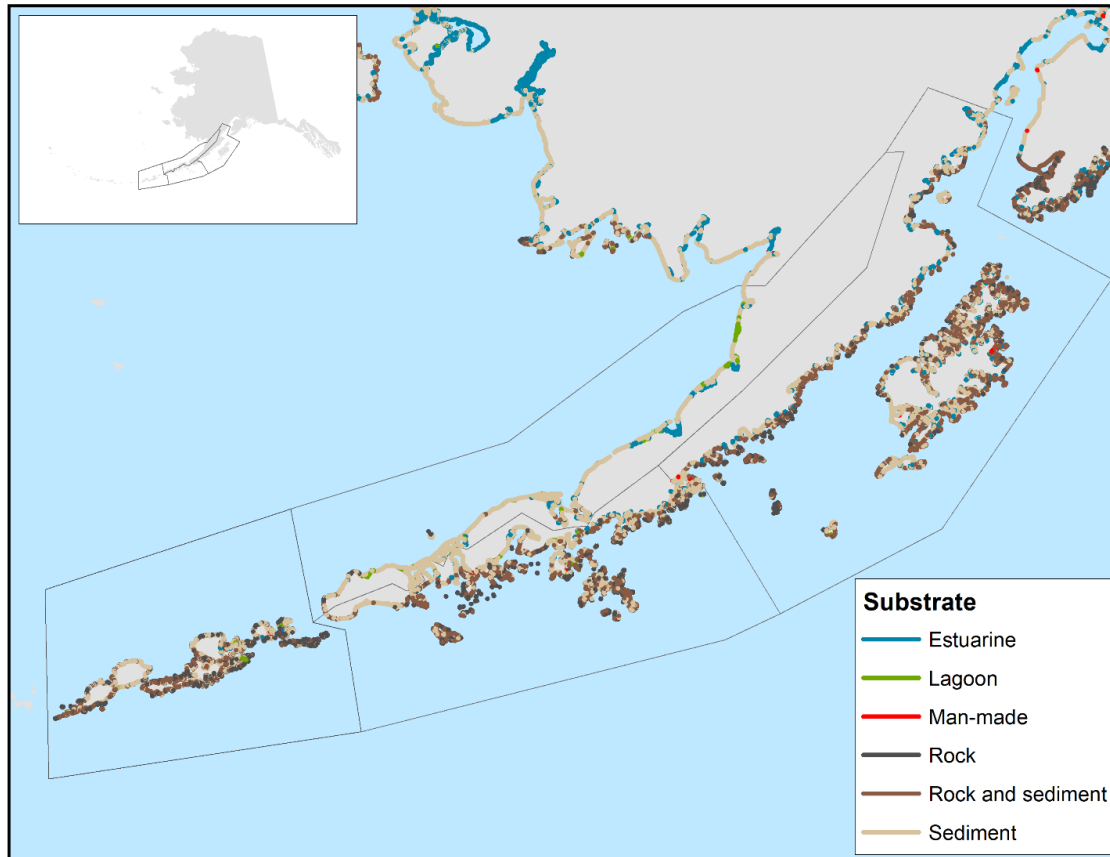 Substrate
Estuarine
Lagoon
Man-made
Rock
Rock and sediment
Sediment